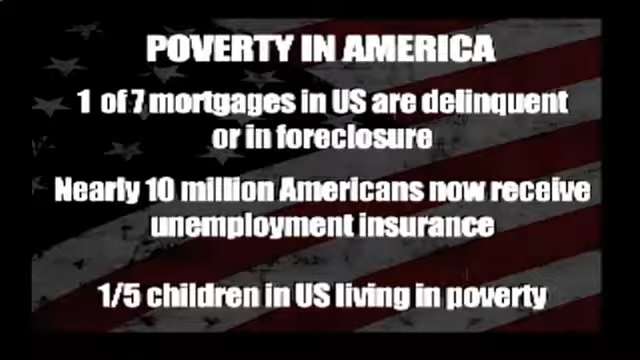 POVERTY IN AMERICA
1 of 7 mortgages in US are delinquent
or in foreclosure
Nearly 10 million Americans now receive
unemployment insurance
1/5 children in US living in poverty